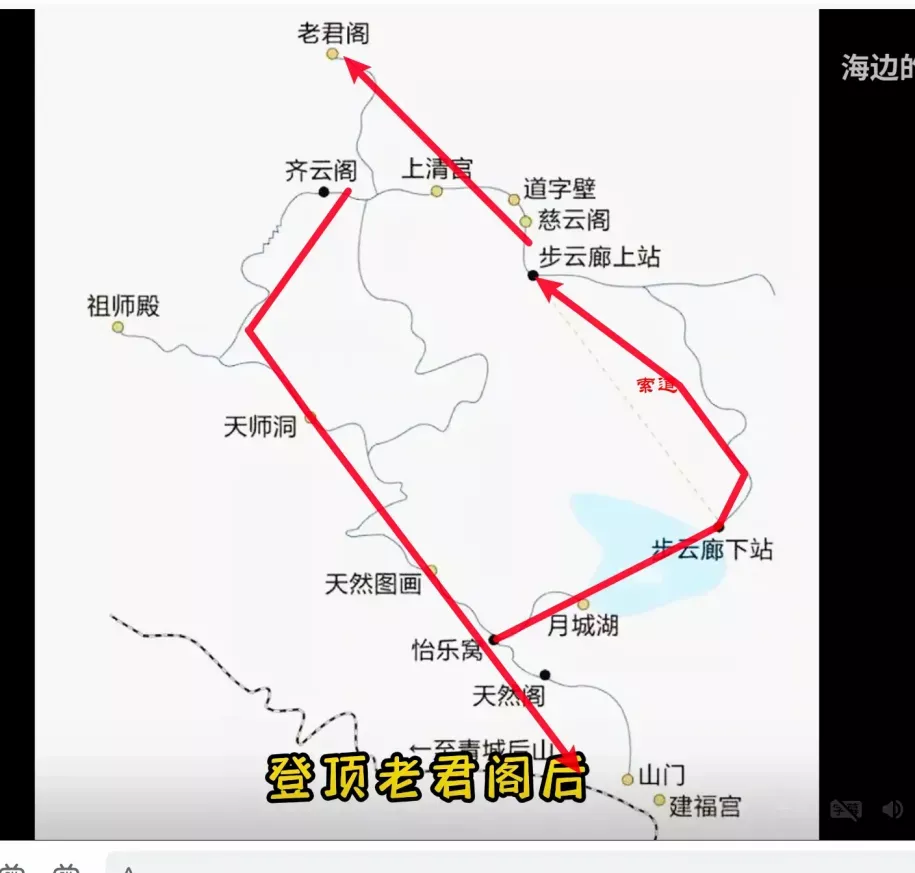 老君阁
海边的
齐云阁
上清宫
道字壁
慈云阁
步云廊上站
祖师殿
索道
天师洞
步云廊下站
天然图画
月城湖
怡乐窝
天然阁
←至青城后山
登顶老君阁后
山门
建福宫